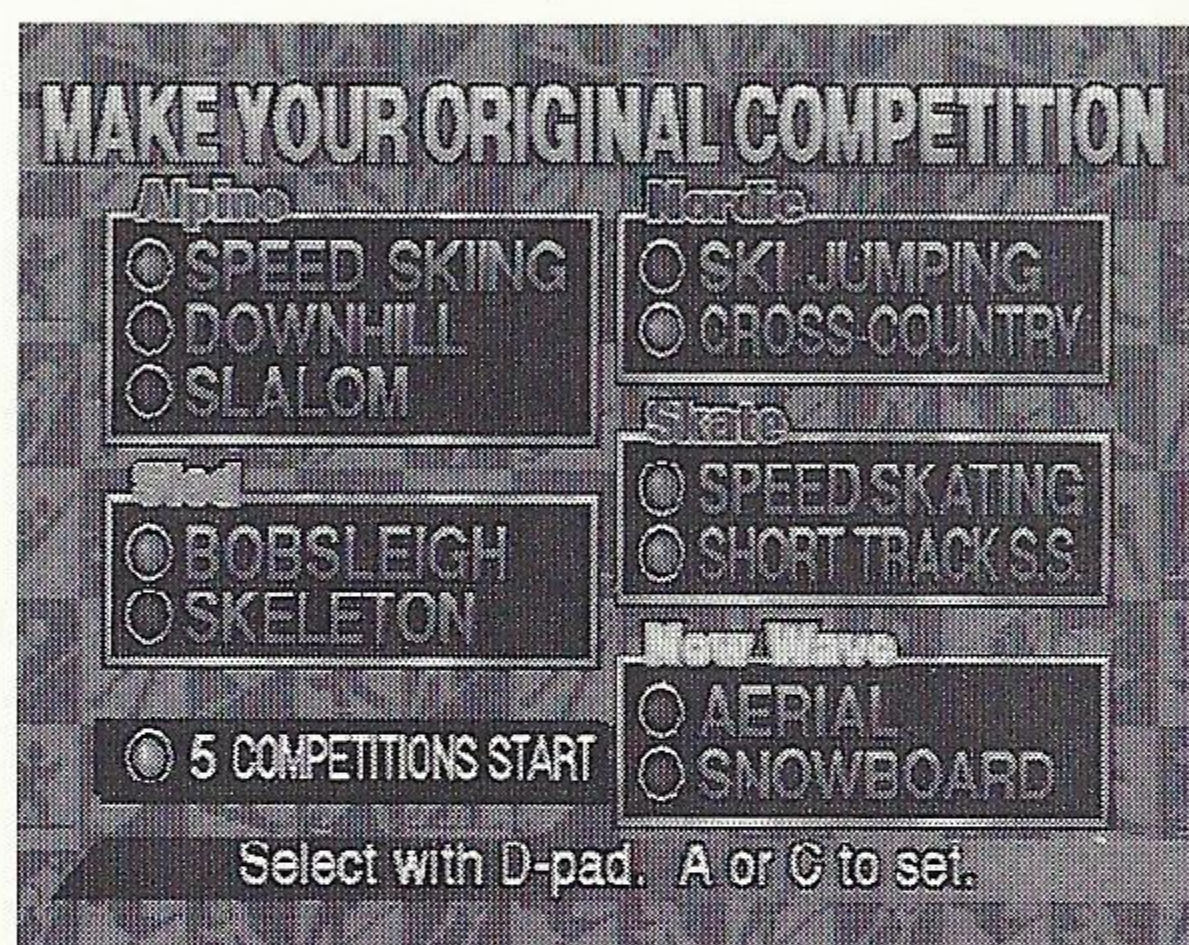 MAKE YOUR ORIGINAL COMPETITION
Alpine
SPEED SKING
DOWNHILL
SLALOM
Sled
BOBSLEIGH
SKELETON
5 COMPETITIONS START
Nordic
SKI JUMPING
CROSS-COUNTRY
Skate
SPEED SKATING
SHORT TRACK S.S.
New Wave
AERIAL
SNOWBOARD
Select with D-pad. A or C to set.